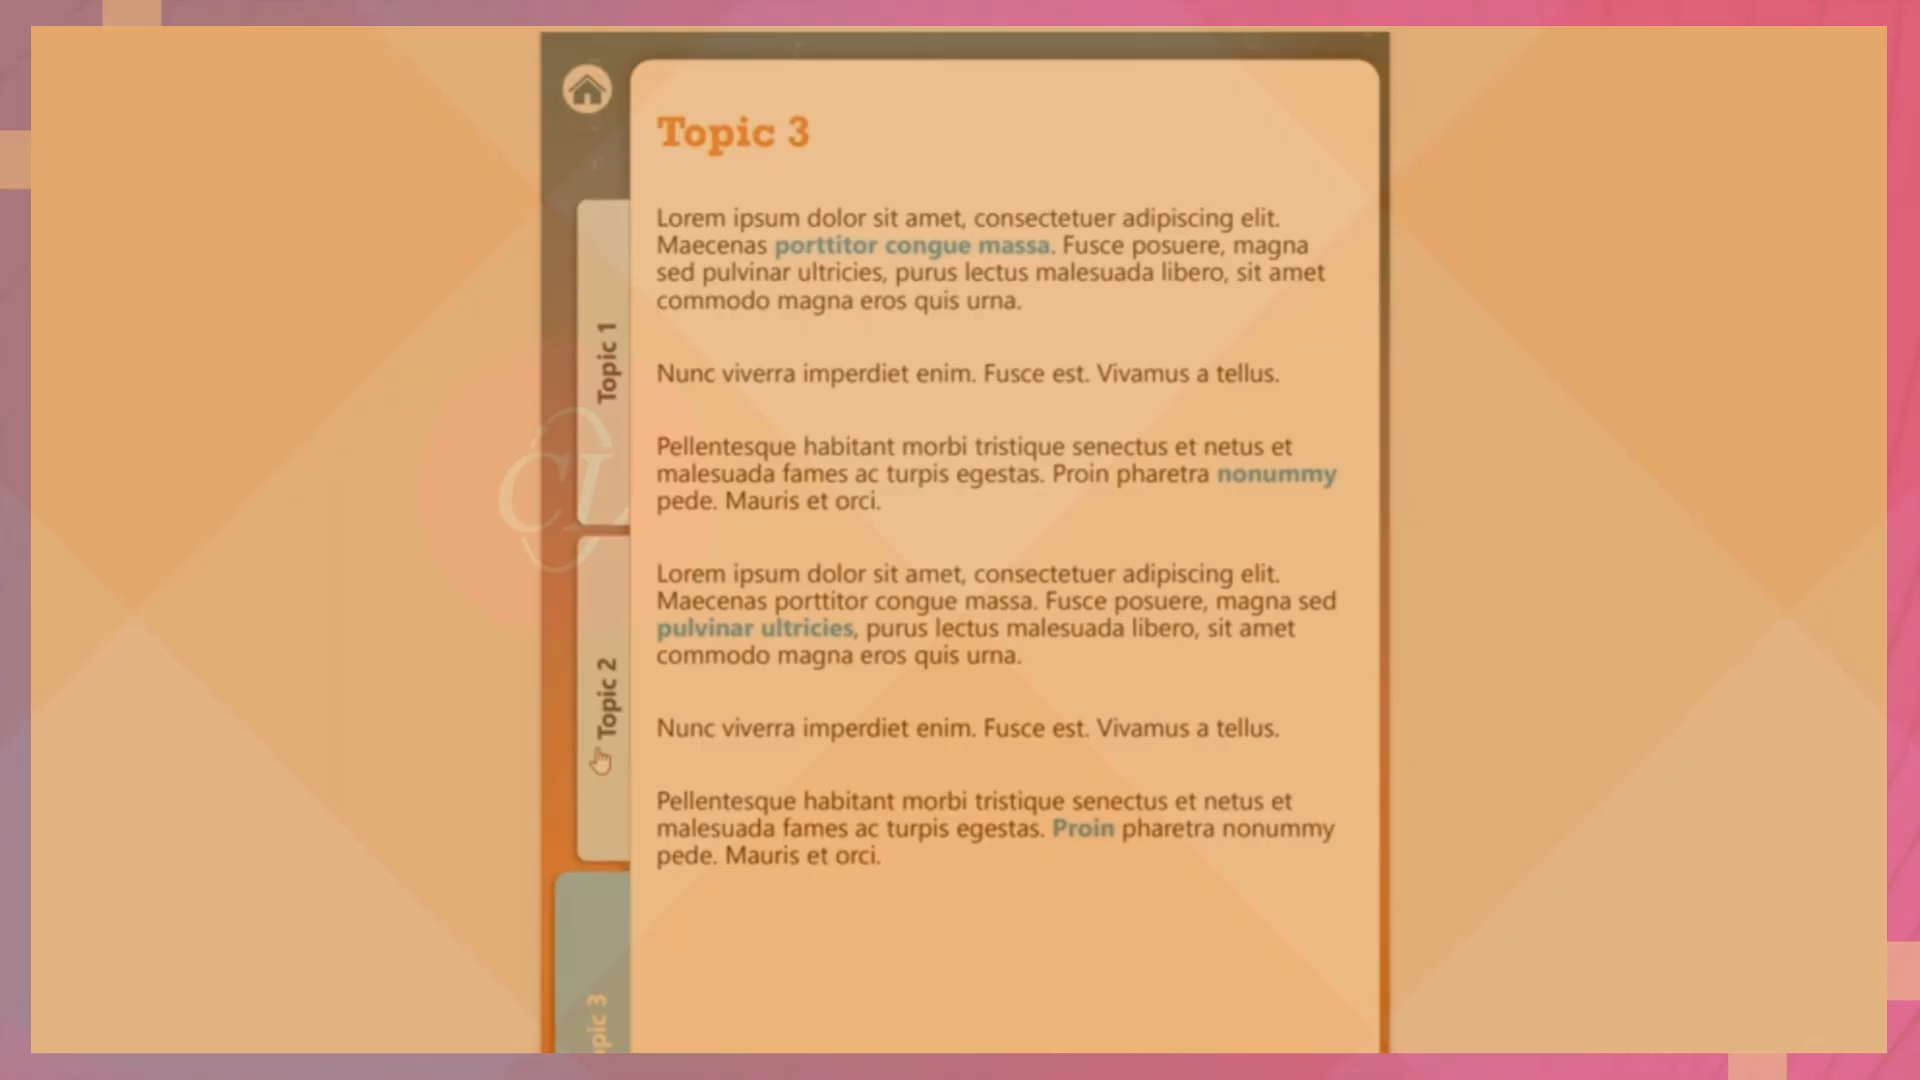 Topic 3
Lorem ipsum dolor sit amet, consectetuer adipiscing elit.
Maecenas porttitor congue massa. Fusce posuere, magna
sed pulvinar ultricies, purus lectus malesuada libero, sit amet
commodo magna eros quis urna.
Nunc viverra imperdiet enim. Fusce est. Vivamus a tellus.
Pellentesque habitant morbi tristique senectus et netus et
malesuada fames ac turpis egestas. Proin pharetra nonummy
pede. Mauris et orci.
Lorem ipsum dolor sit amet, consectetuer adipiscing elit.
Maecenas porttitor congue massa. Fusce posuere, magna sed
pulvinar ultricies, purus lectus malesuada libero, sit amet
commodo magna eros quis urna.
Nunc viverra imperdiet enim. Fusce est. Vivamus a tellus.
Pellentesque habitant morbi tristique senectus et netus et
malesuada fames ac turpis egestas. Proin pharetra nonummy
pede. Mauris et orci.
Topic 1
CL
Topic 2
opic 3